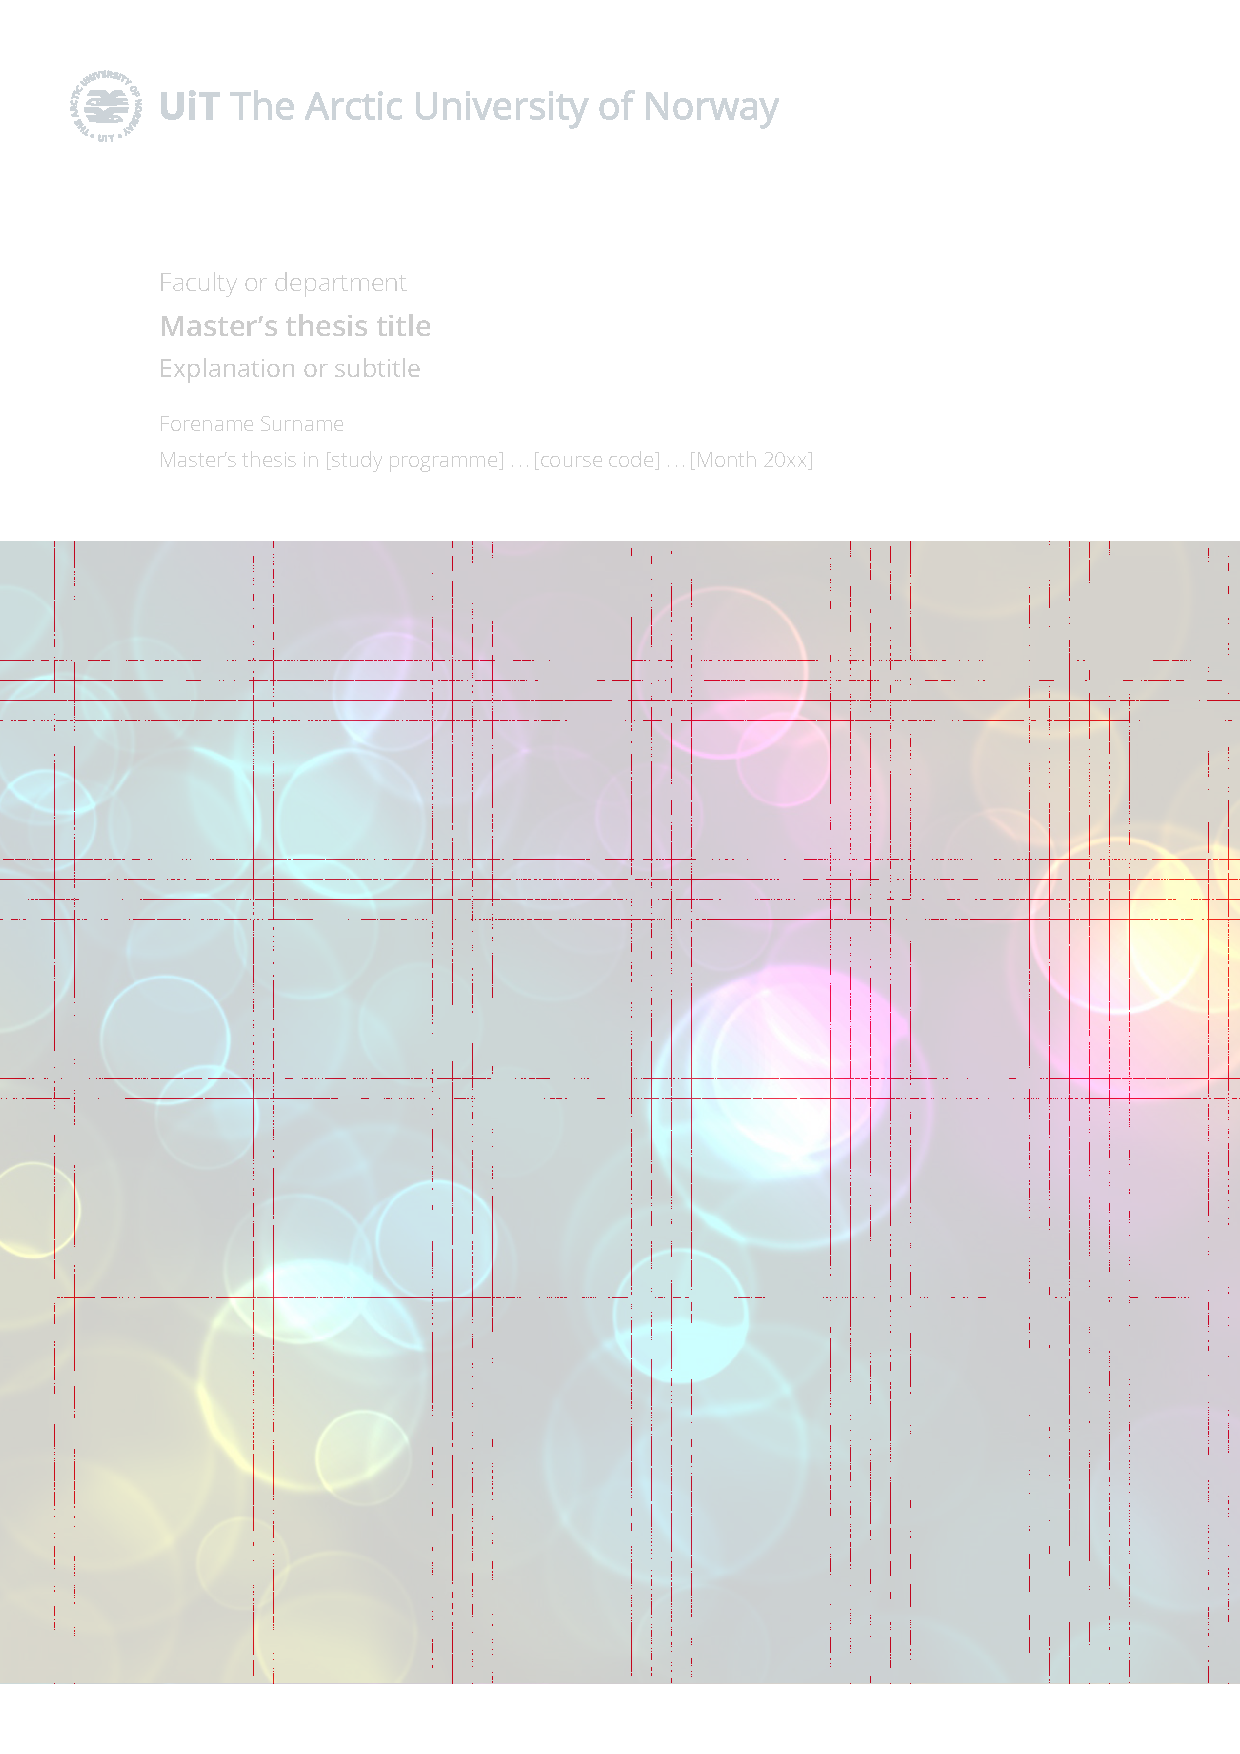 THE ARCTIC UNIVERSITY OF NORWAY • UiT •
UiT The Arctic University of Norway
Faculty or department
Master’s thesis title
Explanation or subtitle
Forename Surname
Master’s thesis in [study programme] ... [course code] ... [Month 20xx]